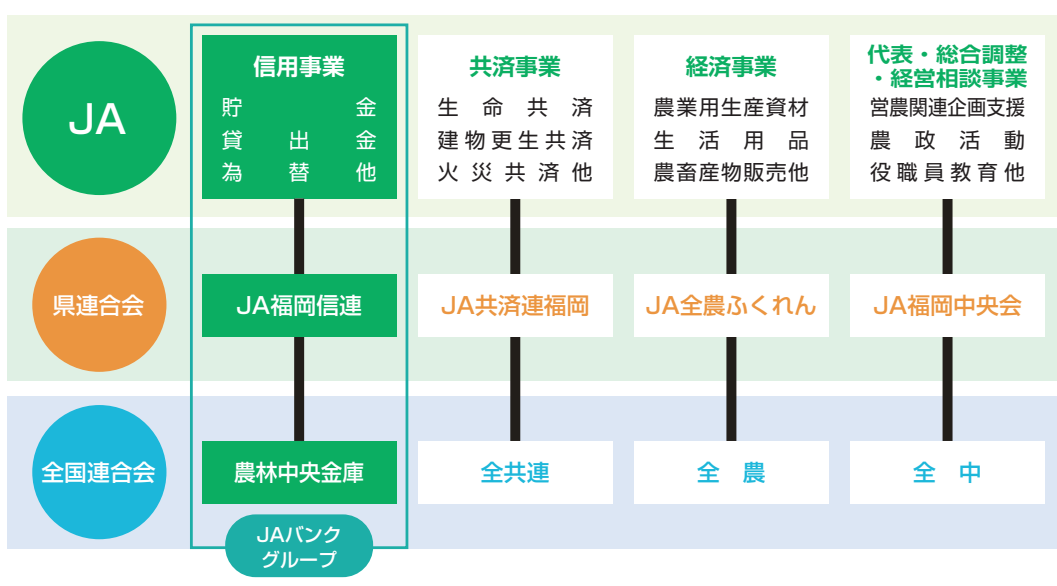 JA
信用事業
貯金
貸出金
為替他
共済事業
生命共済
建物更生共済
火災共済他
経済事業
農業用生産資材
生活用品
農畜産物販売他
代表・総合調整
・経営相談事業
営農関連企画支援
農政活動
役職員教育他
県連合会
JA福岡信連
JA共済連福岡
JA全農ふくれん
JA福岡中央会
全国連合会
農林中央金庫
全共連
全農
全中
JAバンク
グループ